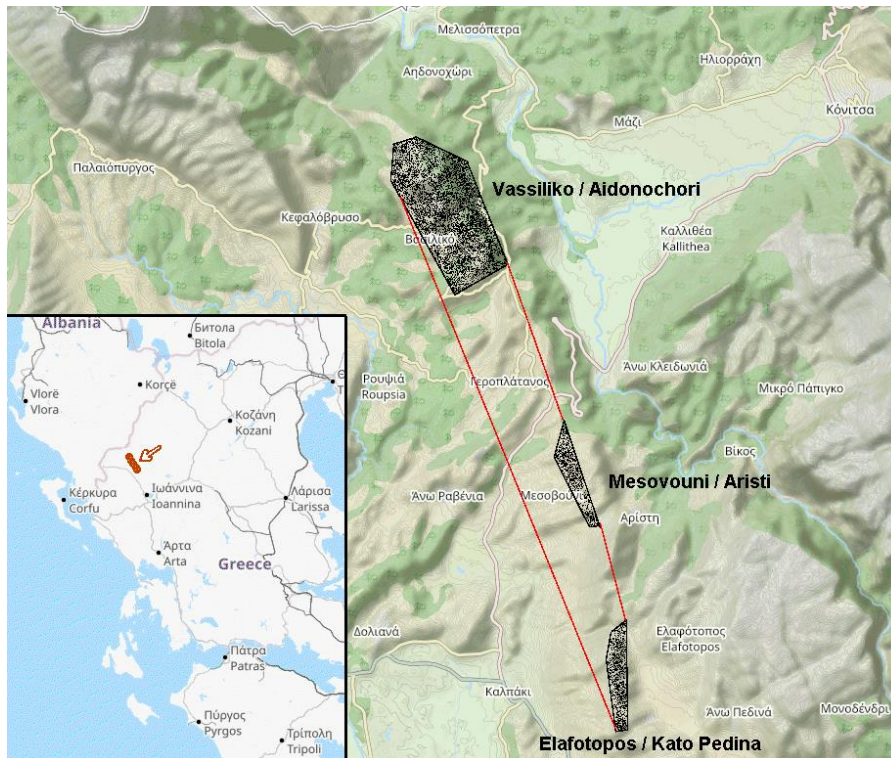 Μελισσόπετρα
Αηδονοχώρι
Ηλιορράχη
Κόνιτσα
Μάζι
Παλαιόπυργος
Vassiliko / Aidonochori
Κεφαλόβρυσο
Βασιλικό
Καλλιθέα
Kallithea
Άνω Κλειδωνιά
Ρουψιά
Roupsia
Γεροπλάτανος
Μικρό Πάπιγκο
Βίκος
Mesovouni / Aristi
Άνω Ραβένια
Μεσοβούνι
Αρίστη
Δολιανά
Ελαφότοπος
Elafotopos
Καλπάκι
Άνω Πεδινά
Μονοδένδρι
Elafotopos / Kato Pedina
Albania
Битола
Bitola
Korçë
Vlorë
Vlora
Κοζάνη
Kozani
Κέρκυρα
Corfu
Ιωάννινα
Ioannina
Λάρισα
Larissa
Άρτα
Arta
Greece
Πάτρα
Patras
Πύργος
Pyrgos
Τρίπολη
Tripoli